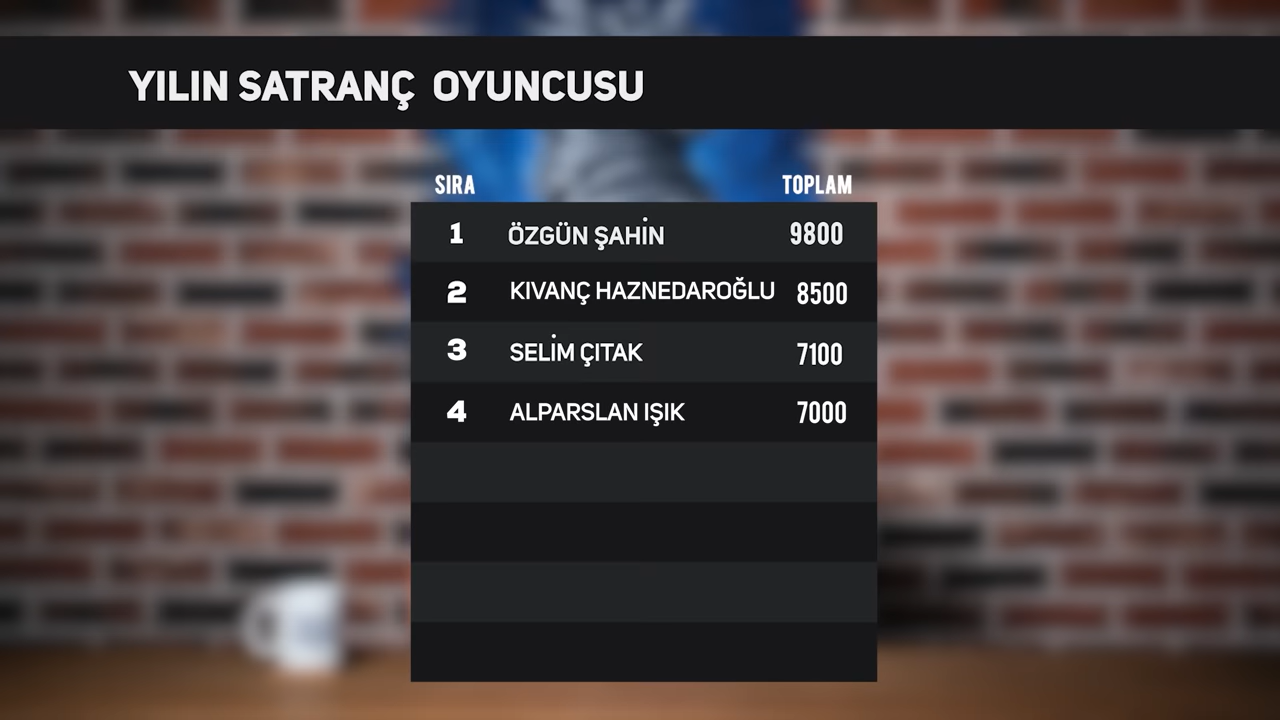 YILIN SATRANÇ OYUNCUSU
SIRA TOPLAM
1 ÖZGÜN ŞAHİN 9800
2 KIVANÇ HAZNEDAROĞLU 8500
3 SELİM ÇITAK 7100
4 ALPARSLAN IŞIK 7000